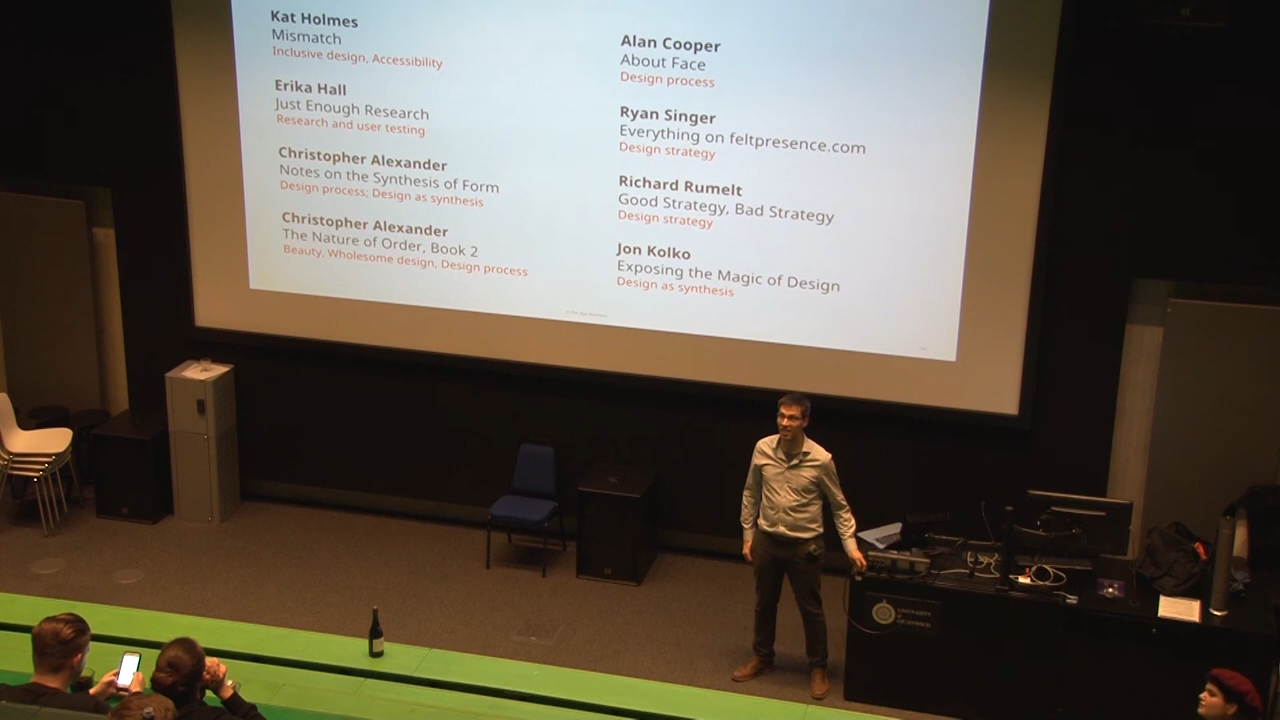 Kat Holmes
Mismatch
Inclusive design, Accessibility
Erika Hall
Just Enough Research
Research and user testing
Christopher Alexander
Notes on the Synthesis of Form
Design process; Design as synthesis
Christopher Alexander
The Nature of Order, Book 2
Beauty, Wholesome design, Design process
Alan Cooper
About Face
Design process
Ryan Singer
Everything on feltpresence.com
Design strategy
Richard Rumelt
Good Strategy, Bad Strategy
Design strategy
Jon Kolko
Exposing the Magic of Design
Design as synthesis
UNIVERSITY
of
GREENWICH